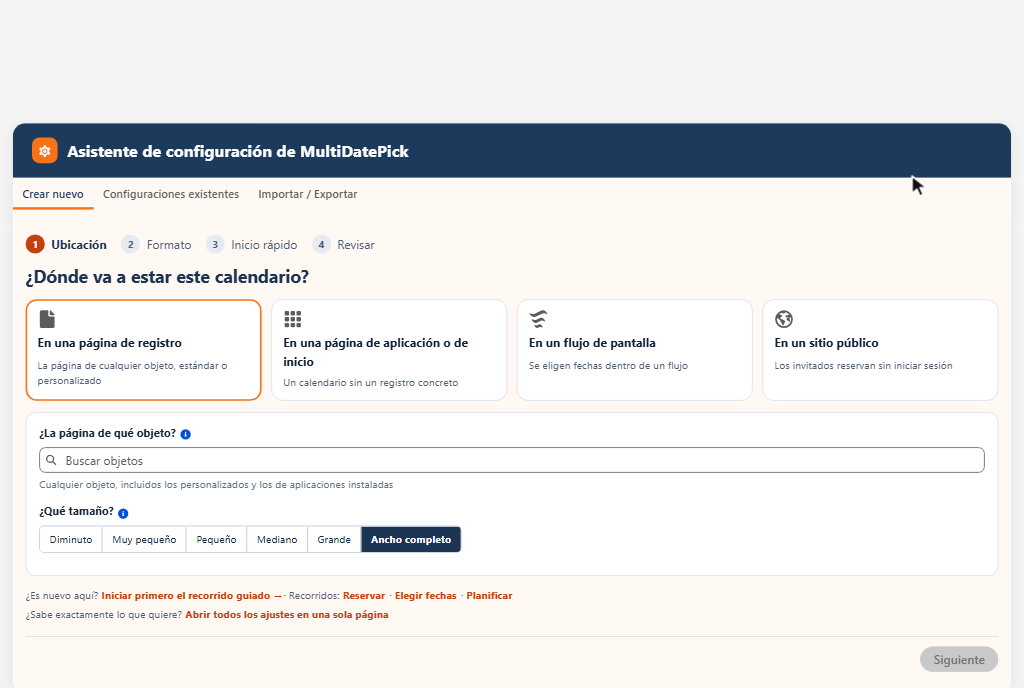 Asistente de configuración de MultiDatePick
Crear nuevo
Configuraciones existentes
Importar / Exportar
1 Ubicación
2 Formato
3 Inicio rápido
4 Revisar
¿Dónde va a estar este calendario?
En una página de registro
La página de cualquier objeto, estándar o
personalizado
En una página de aplicación o de
inicio
Un calendario sin un registro concreto
En un flujo de pantalla
Se eligen fechas dentro de un flujo
En un sitio público
Los invitados reservan sin iniciar sesión
¿La página de qué objeto?
Buscar objetos
Cualquier objeto, incluidos los personalizados y los de aplicaciones instaladas
¿Qué tamaño?
Diminuto
Muy pequeño
Pequeño
Mediano
Grande
Ancho completo
¿Es nuevo aquí? Iniciar primero el recorrido guiado → · Recorridos: Reservar · Elegir fechas · Planificar
¿Sabe exactamente lo que quiere? Abrir todos los ajustes en una sola página
Siguiente